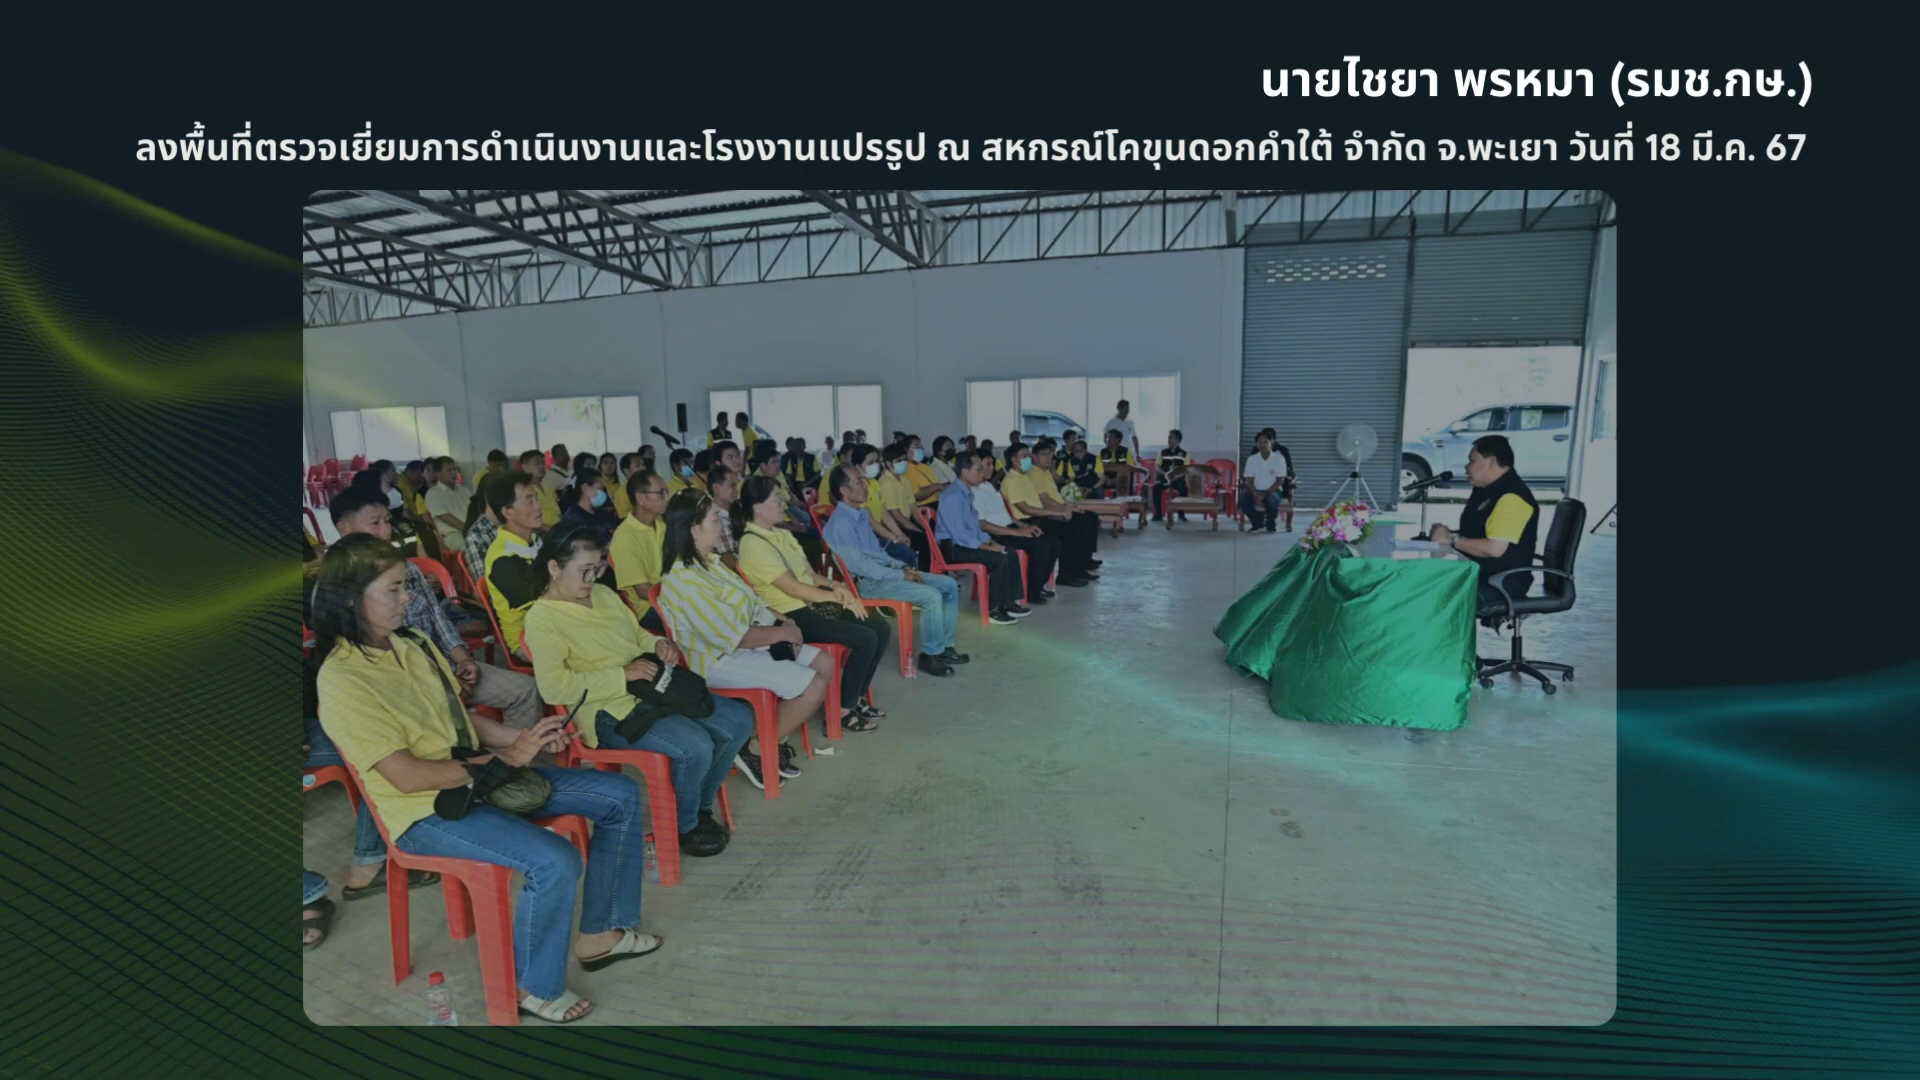 นายไชยา พรหมา (รมช.กษ.)
ลงพื้นที่ตรวจเยี่ยมการดำเนินงานและโรงงานแปรรูป ณ สหกรณ์โคขุนดอกคำใต้ จำกัด จ.พะเยา วันที่ 18 มี.ค. 67